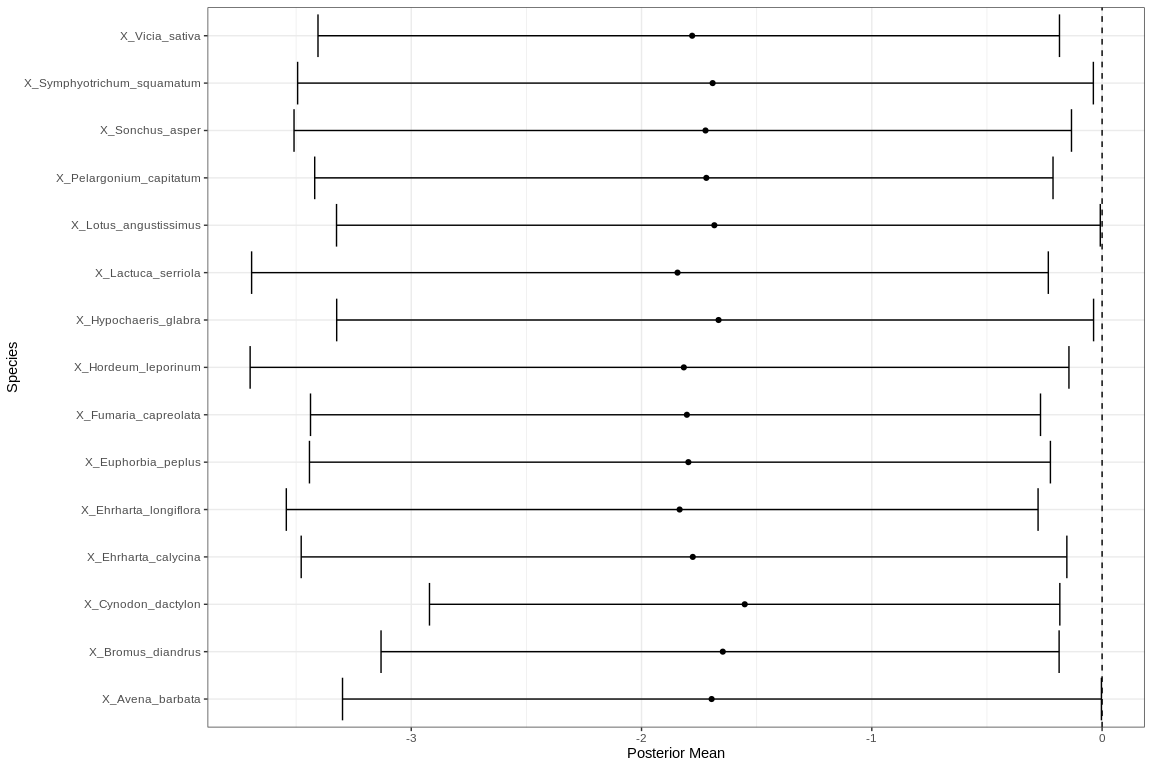 X_Vicia_sativa
X_Symphyotrichum_squamatum
X_Sonchus_asper
X_Pelargonium_capitatum
X_Lotus_angustissimus
X_Lactuca_serriola
X_Hypochaeris_glabra
X_Hordeum_leporinum
X_Fumaria_capreolata
X_Euphorbia_peplus
X_Ehrharta_longiflora
X_Ehrharta_calycina
X_Cynodon_dactylon
X_Bromus_diandrus
X_Avena_barbata
Species
-3 -2 -1 0
Posterior Mean